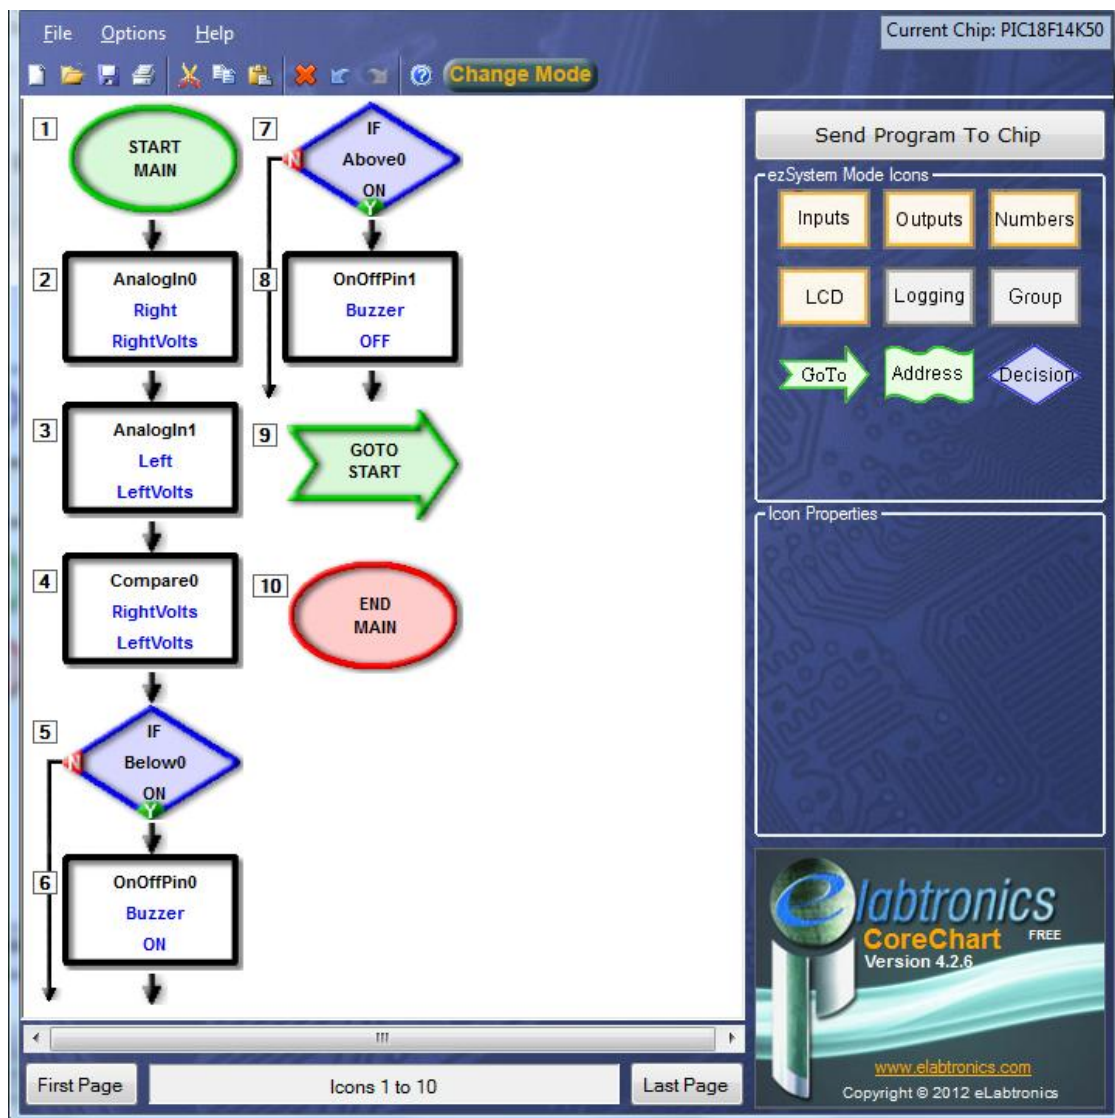 File Options Help
Current Chip: PIC18F14K50
Change Mode
1
START
MAIN
2
AnalogIn0
Right
RightVolts
3
AnalogIn1
Left
LeftVolts
4
Compare0
RightVolts
LeftVolts
5
IF
Below0
N
ON
Y
6
OnOffPin0
Buzzer
ON
7
IF
Above0
N
ON
Y
8
OnOffPin1
Buzzer
OFF
9
GOTO
START
10
END
MAIN
Send Program To Chip
ezSystem Mode Icons
Inputs Outputs Numbers
LCD Logging Group
GoTo Address Decision
Icon Properties
elabtronics
CoreChart FREE
Version 4.2.6
www.elabtronics.com
Copyright © 2012 eLabtronics
First Page Icons 1 to 10 Last Page